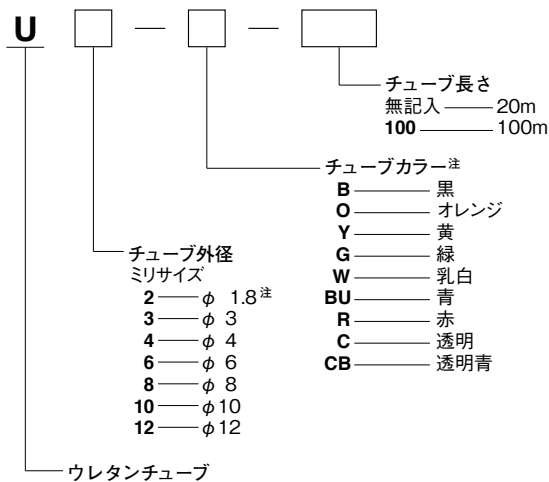 U □ — □ — □
チューブ長さ
無記入 — 20m
100 — 100m
チューブカラー注
B — 黒
O — オレンジ
Y — 黄
G — 緑
W — 乳白
BU — 青
R — 赤
C — 透明
CB — 透明青
チューブ外径
ミリサイズ
2 — φ 1.8注
3 — φ 3
4 — φ 4
6 — φ 6
8 — φ 8
10 — φ10
12 — φ12
ウレタンチューブ